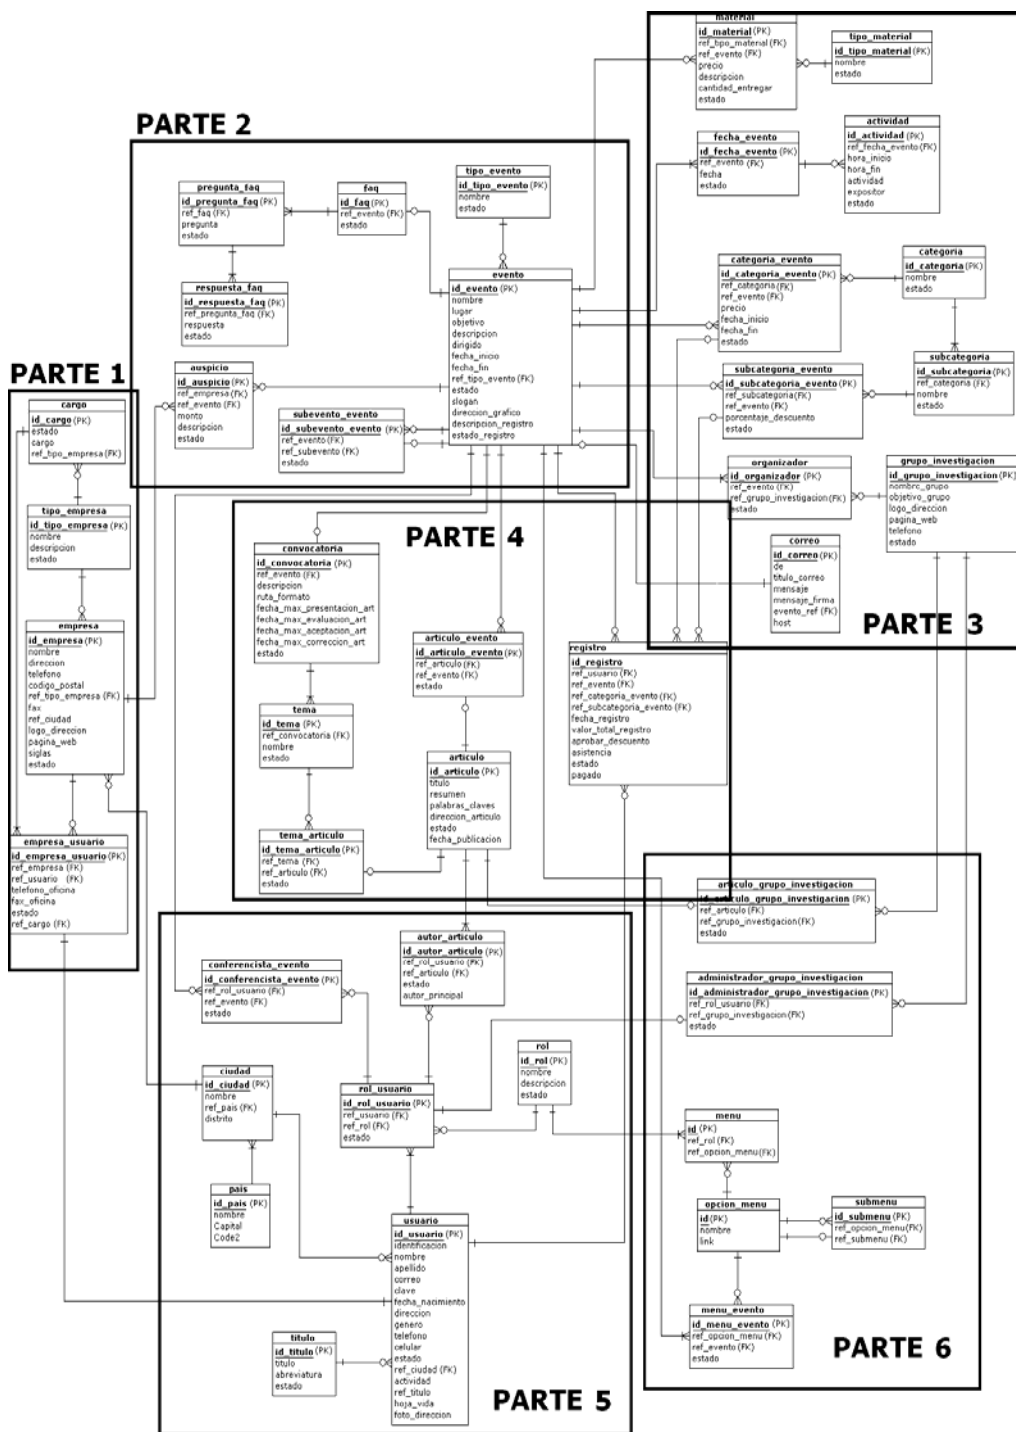 PARTE 1
cargo
id_cargo (PK)
estado
cargo
ref_tipo_empresa (FK)
tipo_empresa
id_tipo_empresa (PK)
nombre
descripcion
estado
empresa
id_empresa (PK)
nombre
direccion
telefono
codigo_postal
ref_tipo_empresa (FK)
fax
ref_ciudad
logo_direccion
pagina_web
siglas
estado
empresa_usuario
id_empresa_usuario (PK)
ref_empresa (FK)
ref_usuario (FK)
telefono_oficina
fax_oficina
estado
ref_cargo (FK)
PARTE 2
pregunta_faq
id_pregunta_faq (PK)
ref_faq (FK)
pregunta
estado
faq
id_faq (PK)
ref_evento (FK)
estado
tipo_evento
id_tipo_evento (PK)
nombre
estado
respuesta_faq
id_respuesta_faq (PK)
ref_pregunta_faq (FK)
respuesta
estado
evento
id_evento (PK)
nombre
lugar
objetivo
descripcion
dirigido
fecha_inicio
fecha_fin
ref_tipo_evento (FK)
estado
slogan
direccion_grafico
descripcion_registro
estado_registro
auspicio
id_auspicio (PK)
ref_empresa (FK)
ref_evento (FK)
monto
descripcion
estado
subevento_evento
id_subevento_evento (PK)
ref_evento (FK)
ref_subevento (FK)
estado
material
id_material (PK)
ref_tipo_material (FK)
ref_evento (FK)
precio
descripcion
cantidad_entregar
estado
tipo_material
id_tipo_material (PK)
nombre
estado
fecha_evento
id_fecha_evento (PK)
ref_evento (FK)
fecha
estado
actividad
id_actividad (PK)
ref_fecha_evento (FK)
hora_inicio
hora_fin
actividad
expositor
estado
categoria_evento
id_categoria_evento (PK)
ref_categoria (FK)
ref_evento (FK)
precio
fecha_inicio
fecha_fin
estado
categoria
id_categoria (PK)
nombre
estado
subcategoria_evento
id_subcategoria_evento (PK)
ref_subcategoria (FK)
ref_evento (FK)
porcentaje_descuento
estado
subcategoria
id_subcategoria (PK)
ref_categoria (FK)
nombre
estado
organizador
id_organizador (PK)
ref_evento (FK)
ref_grupo_investigacion (FK)
estado
grupo_investigacion
id_grupo_investigacion (PK)
nombre_grupo
objetivo_grupo
logo_direccion
pagina_web
telefono
estado
correo
id_correo (PK)
de
titulo_correo
mensaje
mensaje_firma
evento_ref (FK)
host
PARTE 3
PARTE 4
convocatoria
id_convocatoria (PK)
ref_evento (FK)
descripcion
ruta_formato
fecha_max_presentacion_art
fecha_max_evaluacion_art
fecha_max_aceptacion_art
fecha_max_correccion_art
estado
articulo_evento
id_articulo_evento (PK)
ref_articulo (FK)
ref_evento (FK)
estado
registro
id_registro
ref_usuario (FK)
ref_evento (FK)
ref_categoria_evento (FK)
ref_subcategoria_evento (FK)
fecha_registro
valor_total_registro
aprobar_descuento
asistencia
estado
pagado
tema
id_tema (PK)
ref_convocatoria (FK)
nombre
estado
articulo
id_articulo (PK)
titulo
resumen
palabras_claves
direccion_articulo
estado
fecha_publicacion
tema_articulo
id_tema_articulo (PK)
ref_tema (FK)
ref_articulo (FK)
estado
autor_articulo
id_autor_articulo (PK)
ref_rol_usuario (FK)
ref_articulo (FK)
estado
autor_principal
conferencista_evento
id_conferencista_evento (PK)
ref_rol_usuario (FK)
ref_evento (FK)
estado
rol
id_rol (PK)
nombre
descripcion
estado
ciudad
id_ciudad (PK)
nombre
ref_pais (FK)
distrito
rol_usuario
id_rol_usuario (PK)
ref_usuario (FK)
ref_rol (FK)
estado
pais
id_pais (PK)
nombre
Capital
Code2
usuario
id_usuario (PK)
identificacion
nombre
apellido
correo
clave
fecha_nacimiento
direccion
genero
telefono
celular
estado
ref_ciudad (FK)
actividad
ref_titulo
hoja_vida
foto_direccion
titulo
id_titulo (PK)
titulo
abreviatura
estado
PARTE 5
articulo_grupo_investigacion
id_articulo_grupo_investigacion (PK)
ref_articulo (FK)
ref_grupo_investigacion (FK)
estado
administrador_grupo_investigacion
id_administrador_grupo_investigacion (PK)
ref_rol_usuario (FK)
ref_grupo_investigacion (FK)
estado
menu
id (PK)
ref_rol (FK)
ref_opcion_menu (FK)
opcion_menu
id (PK)
nombre
link
submenu
id_submenu (PK)
ref_opcion_menu (FK)
ref_submenu (FK)
menu_evento
id_menu_evento (PK)
ref_opcion_menu (FK)
ref_evento (FK)
estado
PARTE 6